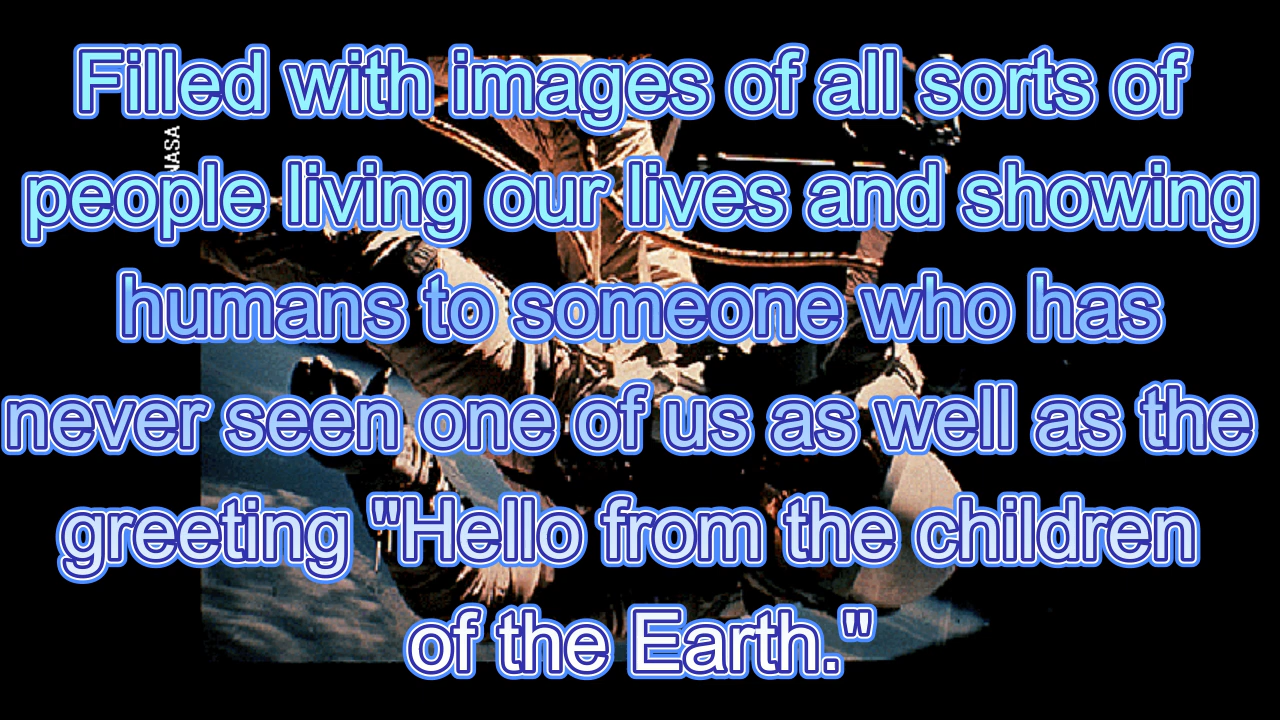 Filled with images of all sorts of
people living our lives and showing
humans to someone who has
never seen one of us as well as the
greeting "Hello from the children
of the Earth."
NASA